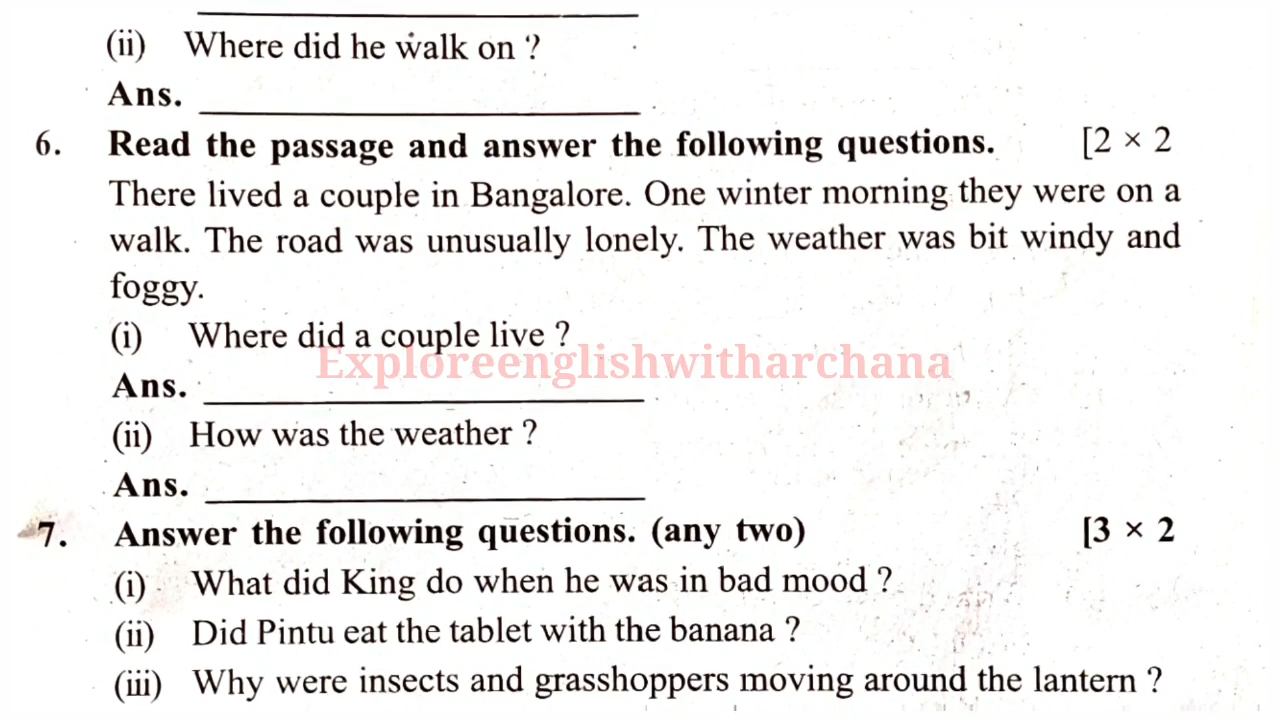 (ii) Where did he walk on ?
Ans.
6. Read the passage and answer the following questions. [2 × 2
There lived a couple in Bangalore. One winter morning they were on a
walk. The road was unusually lonely. The weather was bit windy and
foggy.
(i) Where did a couple live ?
Exploreenglishwitharchana
Ans.
(ii) How was the weather ?
Ans.
7. Answer the following questions. (any two) [3 × 2
(i) What did King do when he was in bad mood ?
(ii) Did Pintu eat the tablet with the banana ?
(iii) Why were insects and grasshoppers moving around the lantern ?